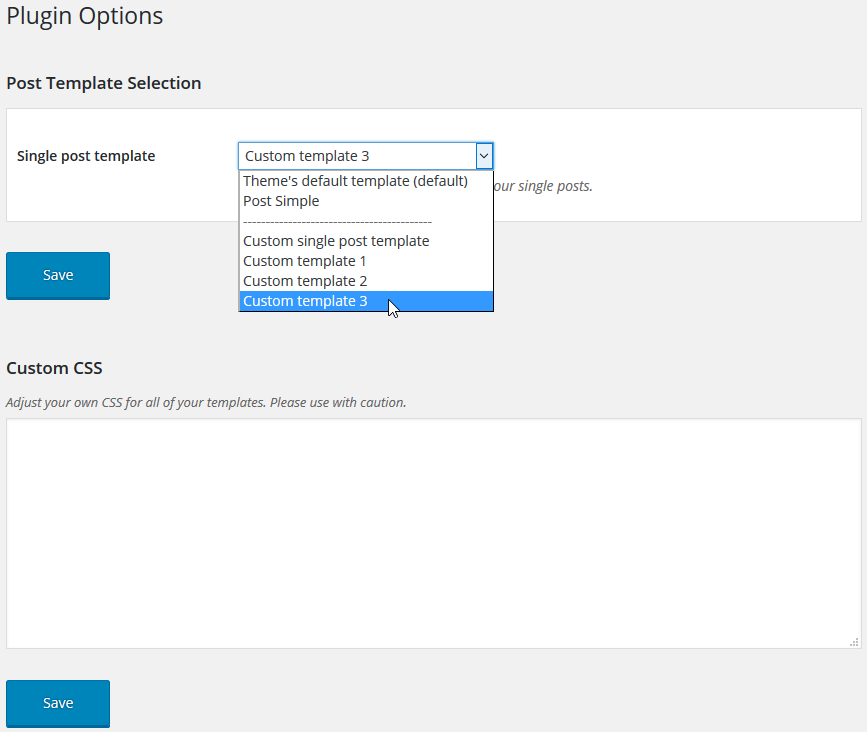 Plugin Options
Post Template Selection
Single post template
Custom template 3
Theme's default template (default)
Post Simple
------------------------------------------
Custom single post template
Custom template 1
Custom template 2
Custom template 3
our single posts.
Save
Custom CSS
Adjust your own CSS for all of your templates. Please use with caution.
Save